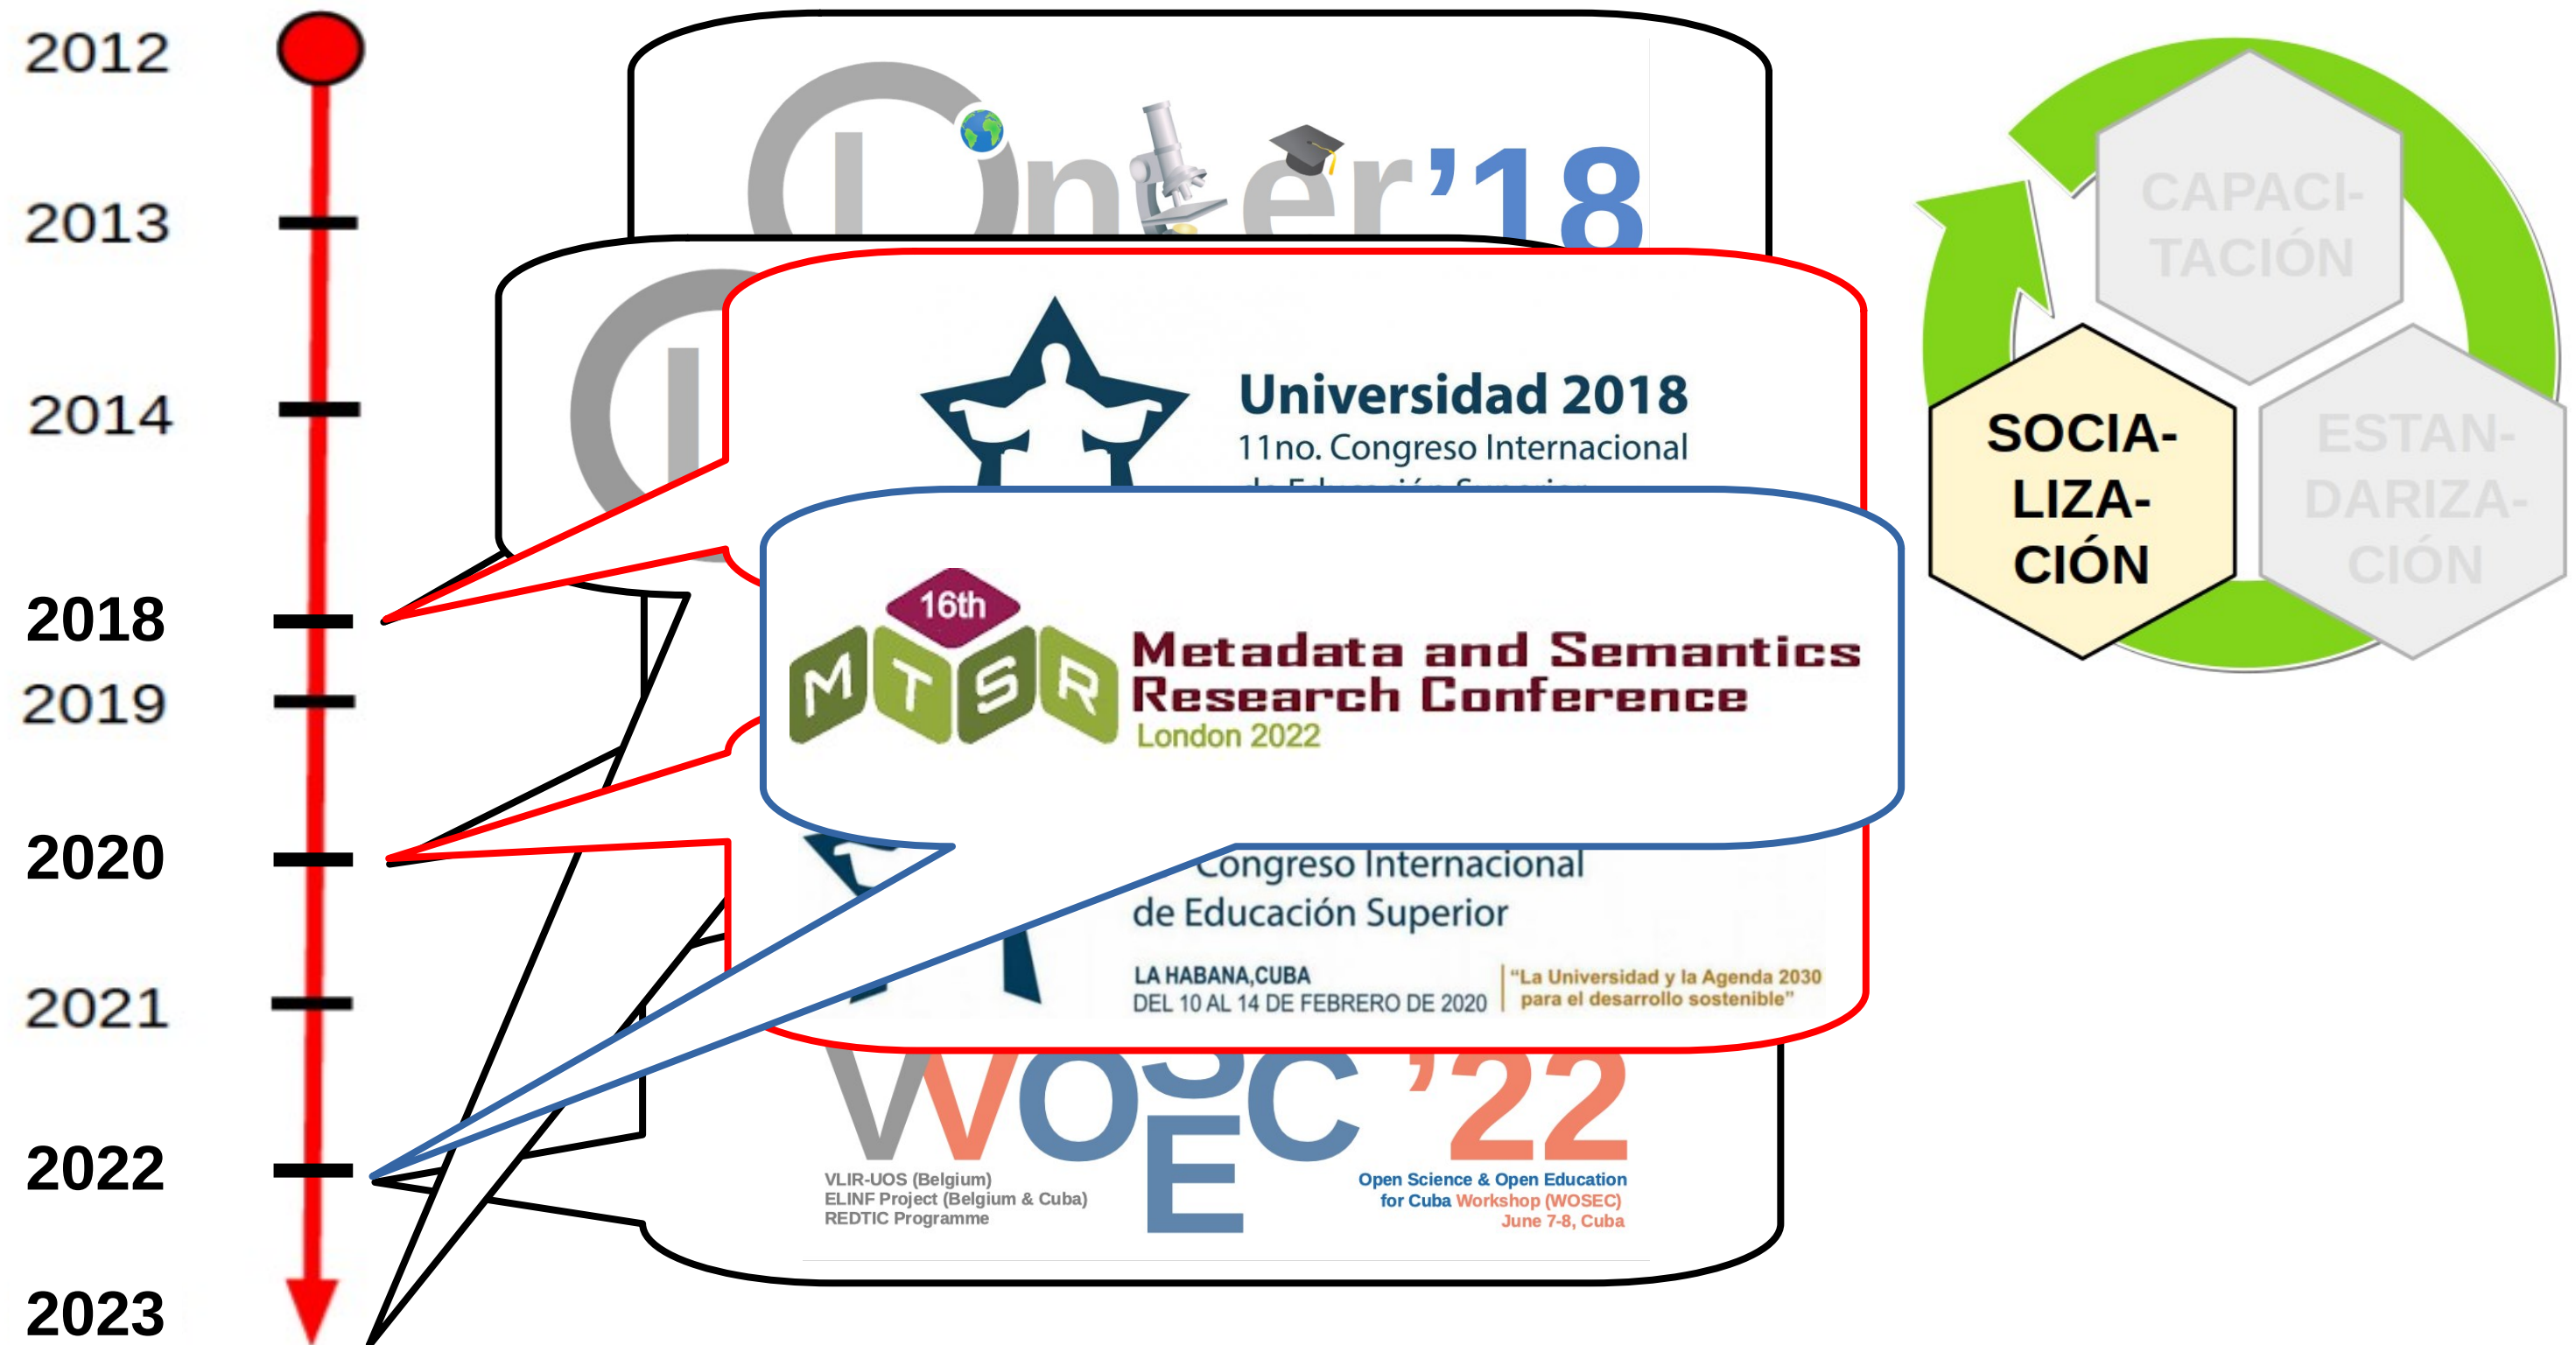 2012
2013
2014
2018
2019
2020
2021
2022
2023
’18
Universidad 2018
11no. Congreso Internacional
de Educación Superior
16th
MTSR
Metadata and Semantics
Research Conference
London 2022
Congreso Internacional
de Educación Superior
LA HABANA,CUBA
DEL 10 AL 14 DE FEBRERO DE 2020
“La Universidad y la Agenda 2030
para el desarrollo sostenible”
WOSEC ’22
VLIR-UOS (Belgium)
ELINF Project (Belgium & Cuba)
REDTIC Programme
Open Science & Open Education
for Cuba Workshop (WOSEC)
June 7-8, Cuba
CAPACI-
TACIÓN
SOCIA-
LIZA-
CIÓN
ESTAN-
DARIZA-
CIÓN